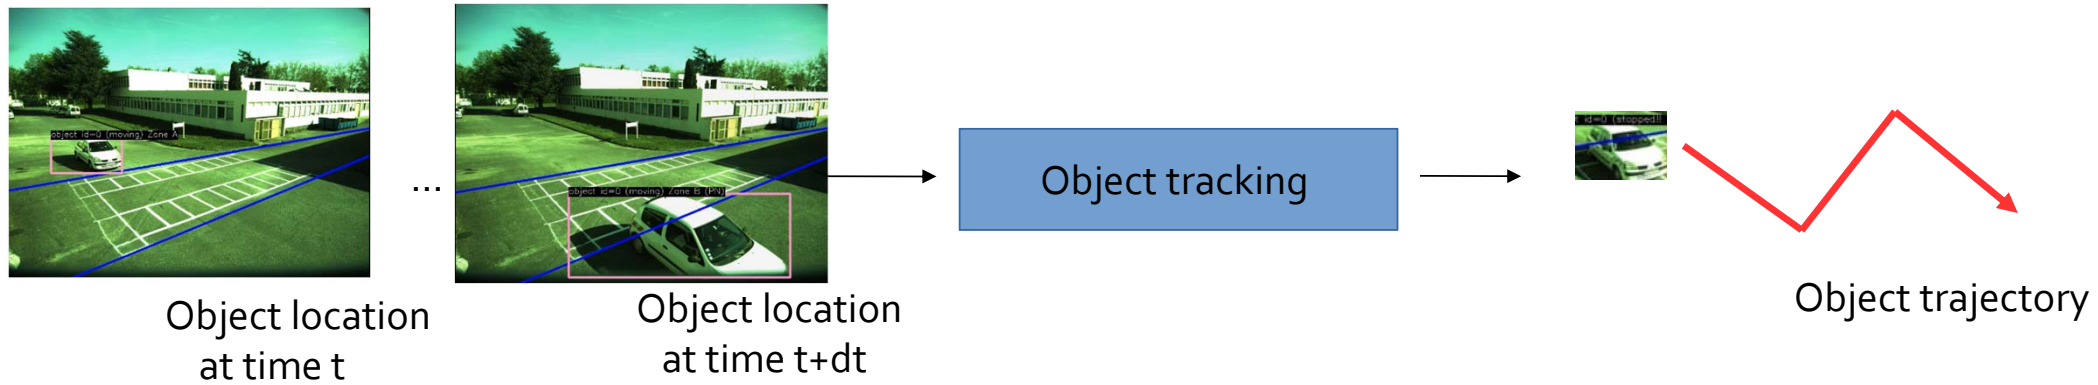 object id=0 (moving) Zone A
Object location
at time t
...
object id=0 (moving) Zone B (PN)
Object location
at time t+dt
Object tracking
id=0 (stopped!!
Object trajectory